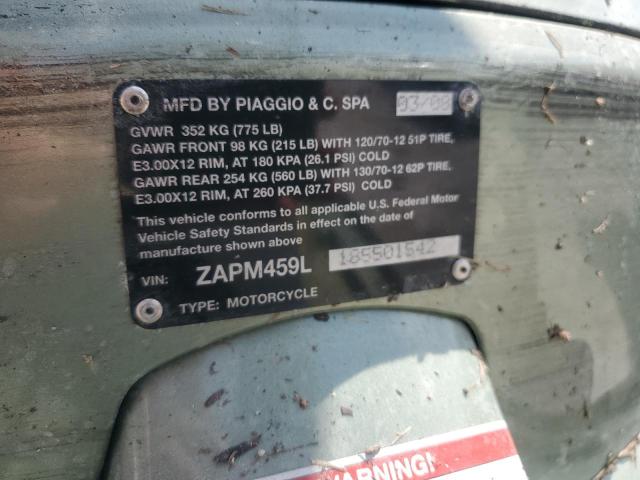 MFD BY PIAGGIO & C. SPA 03/08
GVWR 352 KG (775 LB)
GAWR FRONT 98 KG (215 LB) WITH 120/70-12 51P TIRE,
E3.00X12 RIM, AT 180 KPA (26.1 PSI) COLD
GAWR REAR 254 KG (560 LB) WITH 130/70-12 62P TIRE,
E3.00X12 RIM, AT 260 KPA (37.7 PSI) COLD
This vehicle conforms to all applicable U.S. Federal Motor
Vehicle Safety Standards in effect on the date of
manufacture shown above
VIN: ZAPM459L 185501542
TYPE: MOTORCYCLE
WARNING!